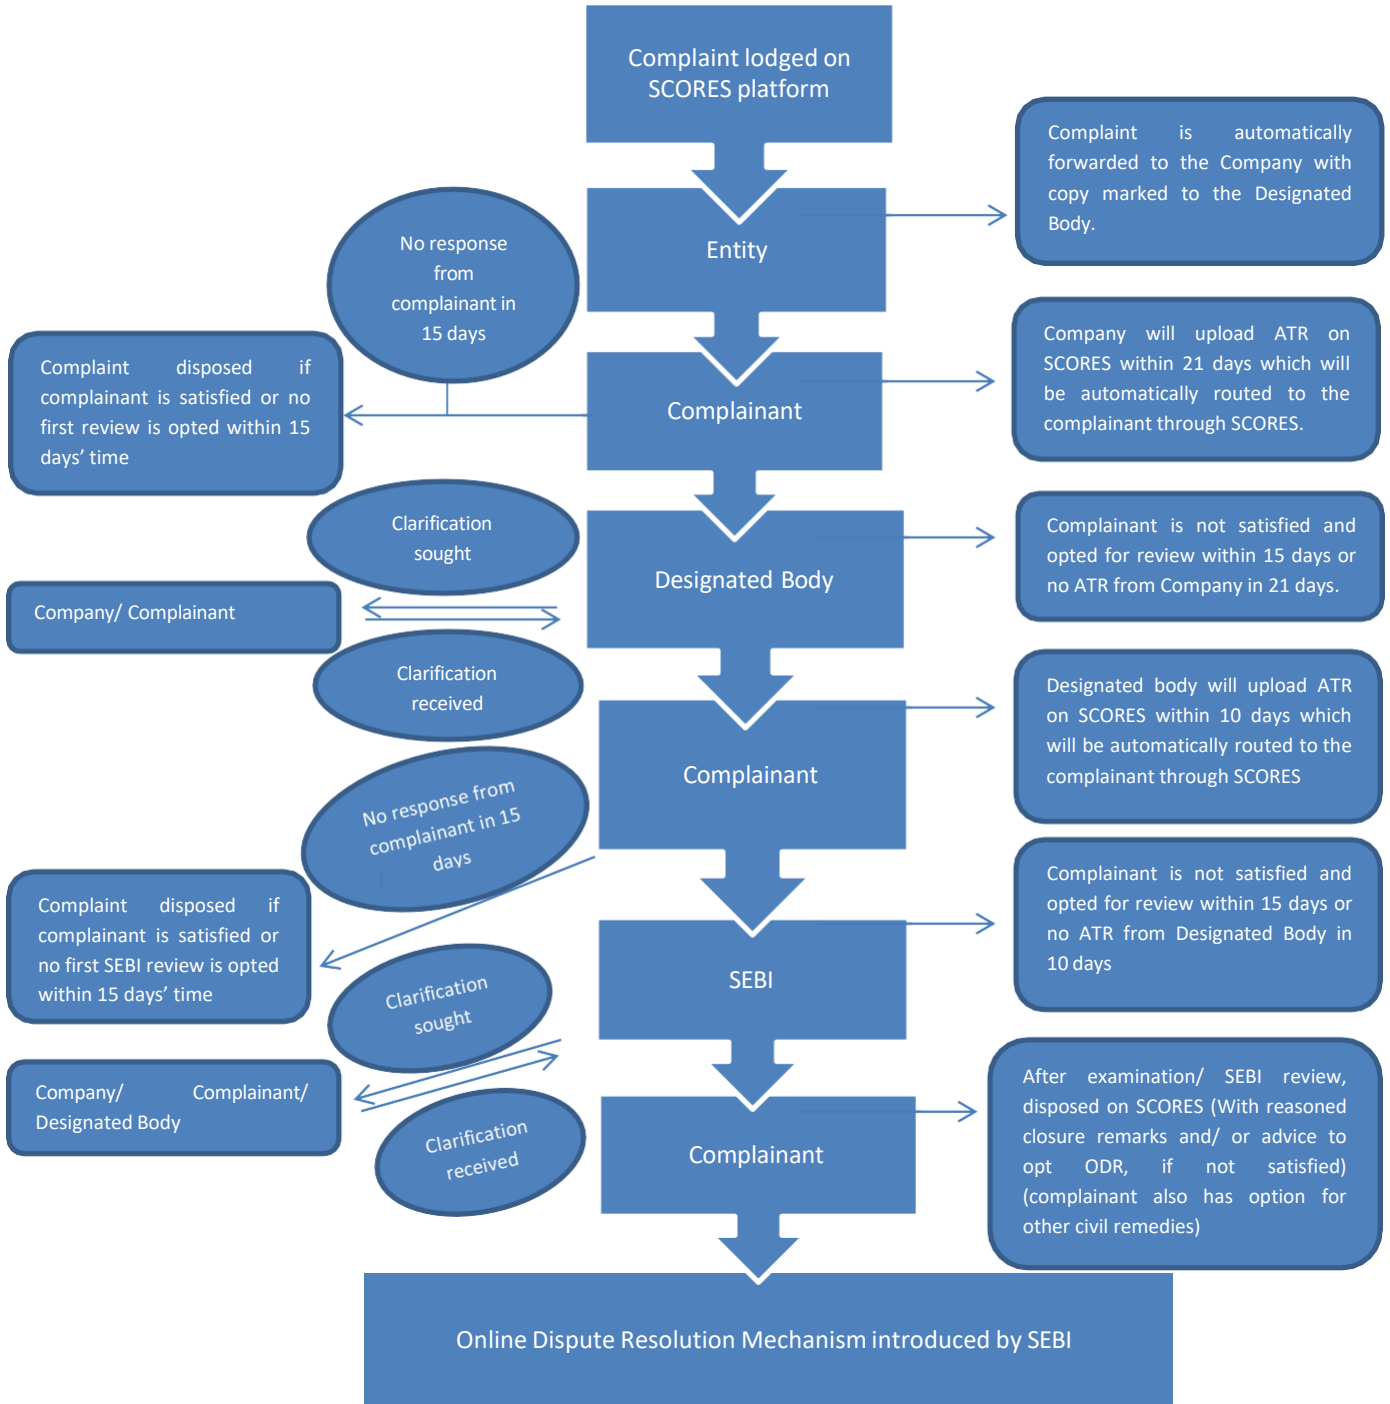 Complaint lodged on
SCORES platform
Complaint is automatically
forwarded to the Company with
copy marked to the Designated
Body.
Entity
No response
from
complainant in
15 days
Company will upload ATR on
SCORES within 21 days which will
be automatically routed to the
complainant through SCORES.
Complainant
Complaint disposed if
complainant is satisfied or no
first review is opted within 15
days’ time
Clarification
sought
Complainant is not satisfied and
opted for review within 15 days or
no ATR from Company in 21 days.
Designated Body
Company/ Complainant
Clarification
received
Designated body will upload ATR
on SCORES within 10 days which
will be automatically routed to the
complainant through SCORES
Complainant
No response from
complainant in 15
days
Complainant is not satisfied and
opted for review within 15 days or
no ATR from Designated Body in
10 days
Complaint disposed if
complainant is satisfied or
no first SEBI review is opted
within 15 days’ time
SEBI
Clarification
sought
Company/ Complainant/
Designated Body
Clarification
received
After examination/ SEBI review,
disposed on SCORES (With reasoned
closure remarks and/ or advice to
opt ODR, if not satisfied)
(complainant also has option for
other civil remedies)
Complainant
Online Dispute Resolution Mechanism introduced by SEBI